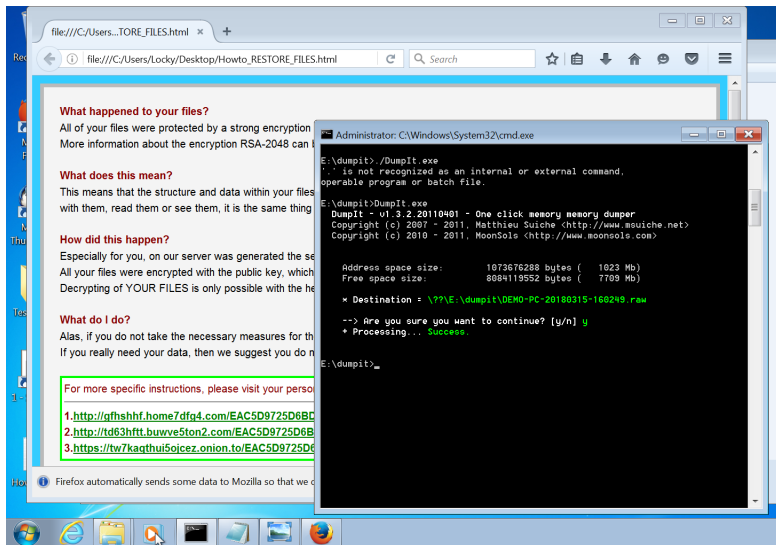 file:///C:/Users...TORE_FILES.html × +
file:///C:/Users/Locky/Desktop/Howto_RESTORE_FILES.html
Search
Rec
What happened to your files?
All of your files were protected by a strong encryption
More information about the encryption RSA-2048 can
What does this mean?
This means that the structure and data within your files
with them, read them or see them, it is the same thing
How did this happen?
Especially for you, on our server was generated the se
All your files were encrypted with the public key, which
Decrypting of YOUR FILES is only possible with the he
What do I do?
Alas, if you do not take the necessary measures for th
If you really need your data, then we suggest you do n
For more specific instructions, please visit your perso
1.http://gfhshhf.home7dfg4.com/EAC5D9725D6BD
2.http://td63hftt.buwve5ton2.com/EAC5D9725D6B
3.https://tw7kaqthui5ojcez.onion.to/EAC5D9725D6
Firefox automatically sends some data to Mozilla so that we c
Thu
Tes
1 -
How
Administrator: C:\Windows\System32\cmd.exe
E:\dumpit>./DumpIt.exe
'.' is not recognized as an internal or external command,
operable program or batch file.
E:\dumpit>DumpIt.exe
DumpIt - v1.3.2.20110401 - One click memory memory dumper
Copyright (c) 2007 - 2011, Matthieu Suiche <http://www.msuiche.net>
Copyright (c) 2010 - 2011, MoonSols <http://www.moonsols.com>
Address space size: 1073676288 bytes ( 1023 Mb)
Free space size: 8084119552 bytes ( 7709 Mb)
* Destination = \??\E:\dumpit\DEMO-PC-20180315-160249.raw
--> Are you sure you want to continue? [y/n] y
+ Processing... Success.
E:\dumpit>_